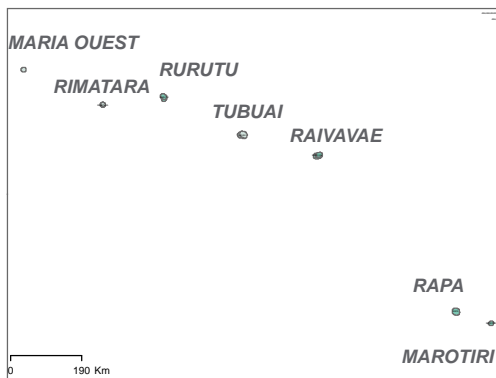 MARIA OUEST
RURUTU
RIMATARA
TUBUAI
RAIVAVAE
RAPA
MAROTIRI
0 190 Km